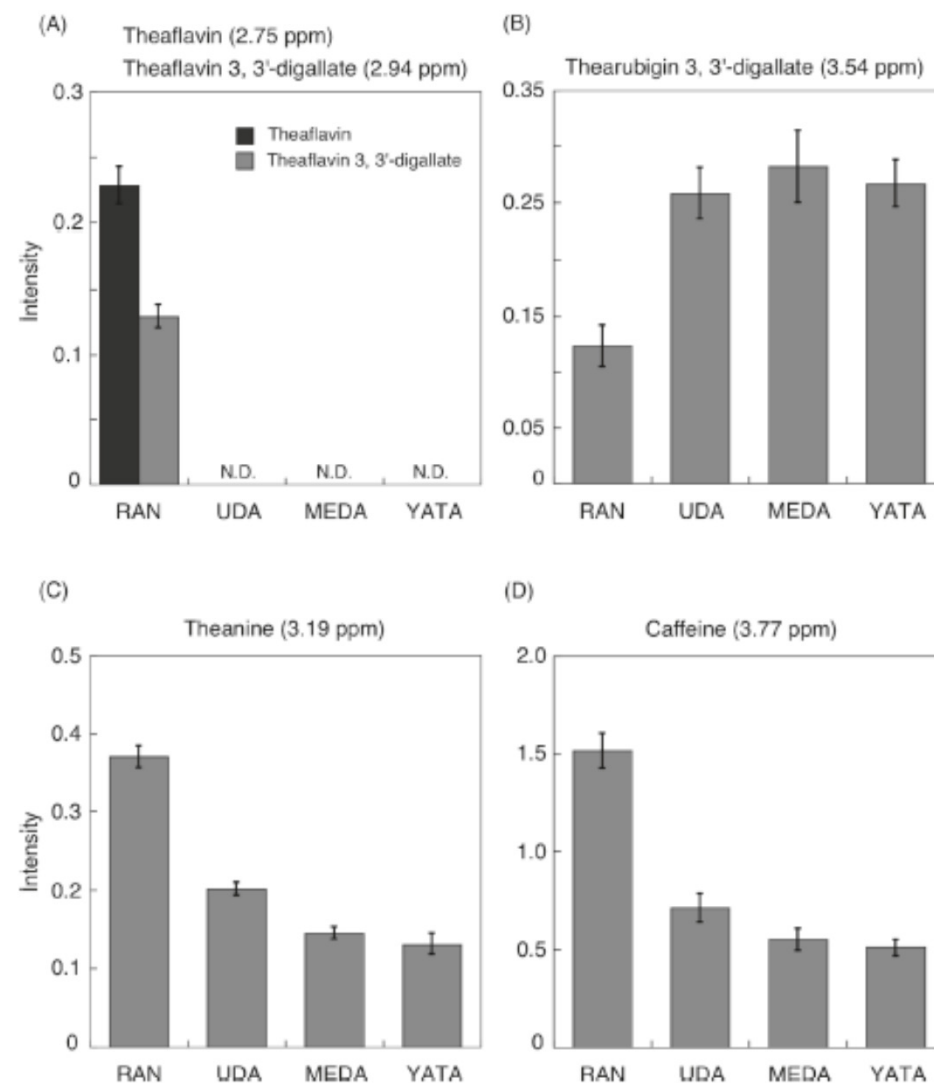 (A)
Theaflavin (2.75 ppm)
Theaflavin 3, 3'-digallate (2.94 ppm)
0.3
0.2
0.1
0
Intensity
Theaflavin
Theaflavin 3, 3'-digallate
N.D. N.D. N.D.
RAN UDA MEDA YATA
(B)
Thearubigin 3, 3'-digallate (3.54 ppm)
0.35
0.25
0.15
0.05
0
RAN UDA MEDA YATA
(C)
Theanine (3.19 ppm)
0.5
0.4
0.3
0.2
0.1
0
Intensity
RAN UDA MEDA YATA
(D)
Caffeine (3.77 ppm)
2.0
1.5
1.0
0.5
0
RAN UDA MEDA YATA